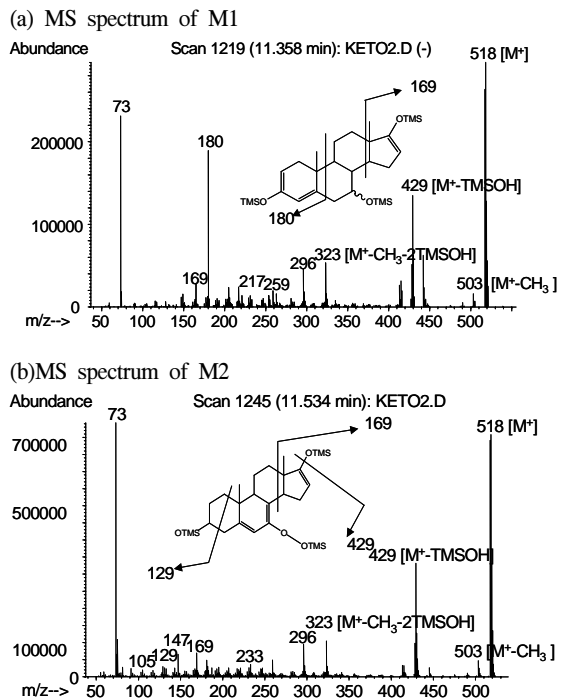 (a) MS spectrum of M1
Abundance
Scan 1219 (11.358 min): KETO2.D (-)
518 [M+]
169
73
OTMS
200000
180
429 [M+-TMSOH]
TMSO
OTMS
180
100000
323 [M+-CH3-2TMSOH]
296
169
217
259
503 [M+-CH3 ]
0
50 100 150 200 250 300 350 400 450 500
m/z-->
(b)MS spectrum of M2
Abundance
Scan 1245 (11.534 min): KETO2.D
73
169
518 [M+]
700000
OTMS
500000
TMSO
O
OTMS
429
429 [M+-TMSOH]
129
323 [M+-CH3-2TMSOH]
296
147
169
100000
105
129
233
503 [M+-CH3 ]
0
50 100 150 200 250 300 350 400 450 500
m/z-->